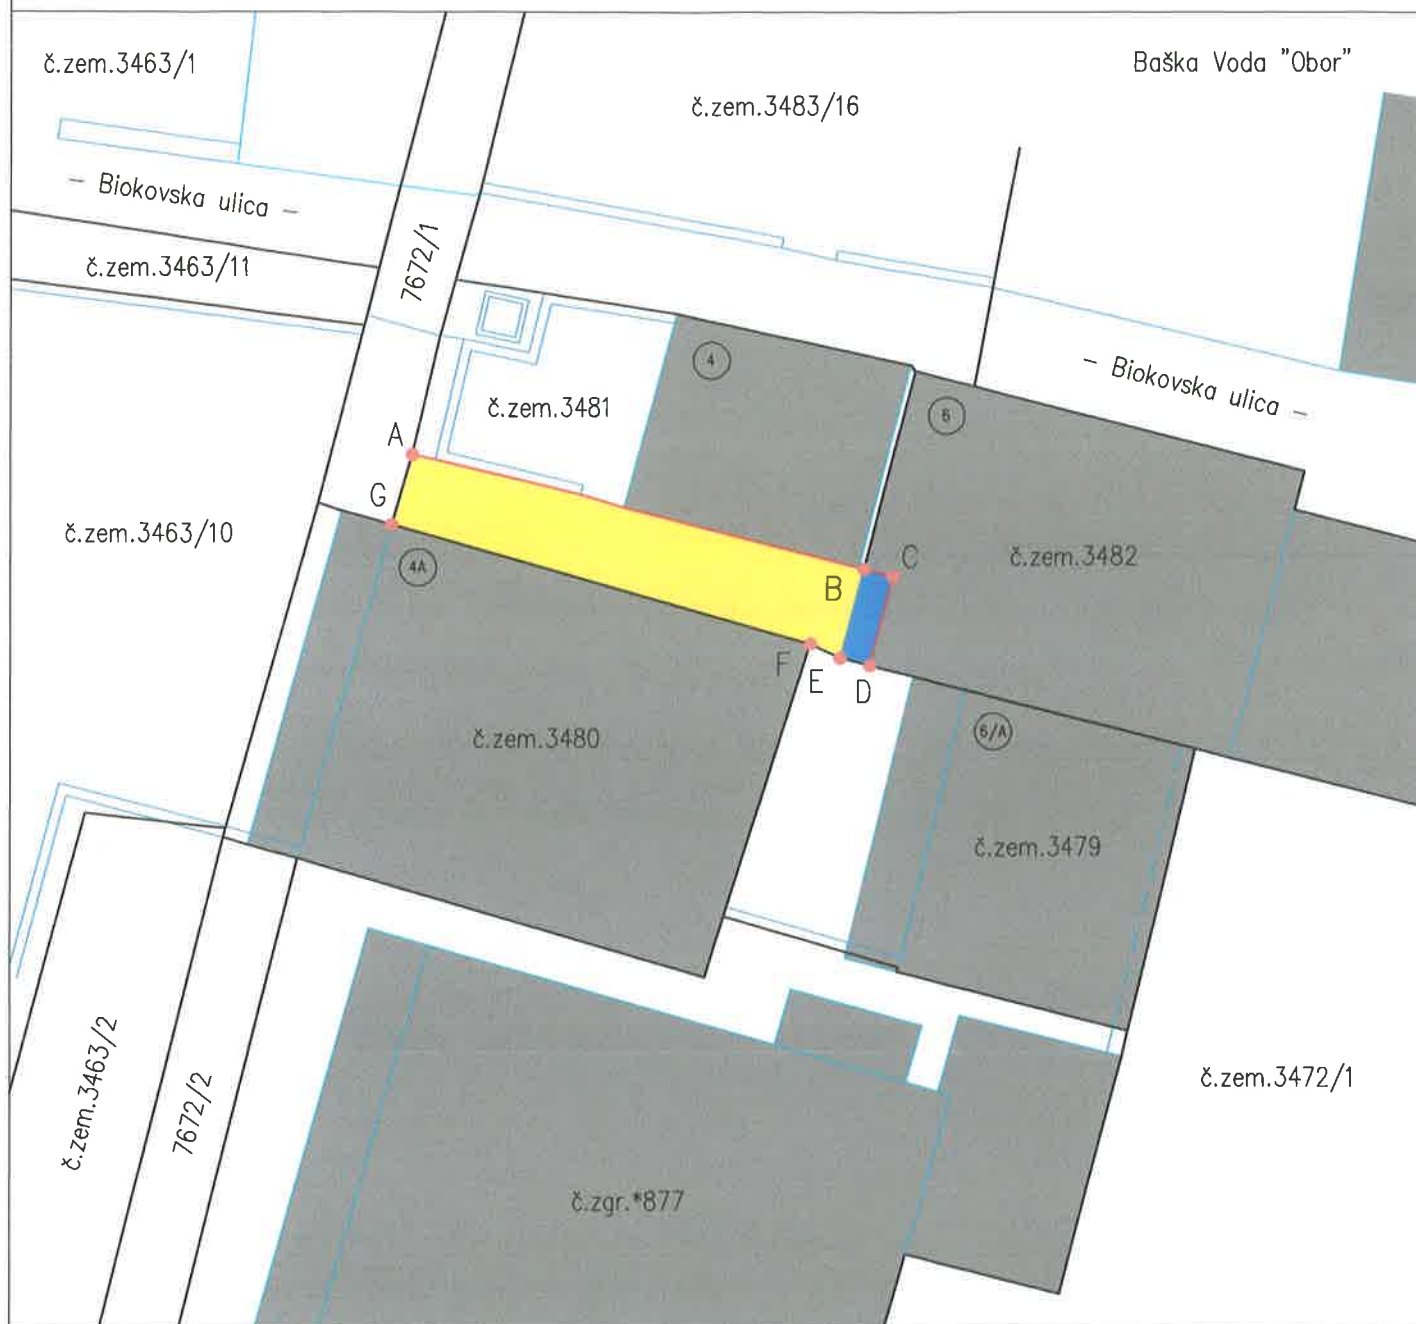 č.zem.3463/1
Baška Voda "Obor"
č.zem.3483/16
– Biokovska ulica –
7672/1
č.zem.3463/11
4
– Biokovska ulica –
č.zem.3481
6
A
G
č.zem.3463/10
4A
B
C
č.zem.3482
F
E
D
č.zem.3480
6/A
č.zem.3479
č.zem.3463/2
7672/2
č.zem.3472/1
č.zgr.*877